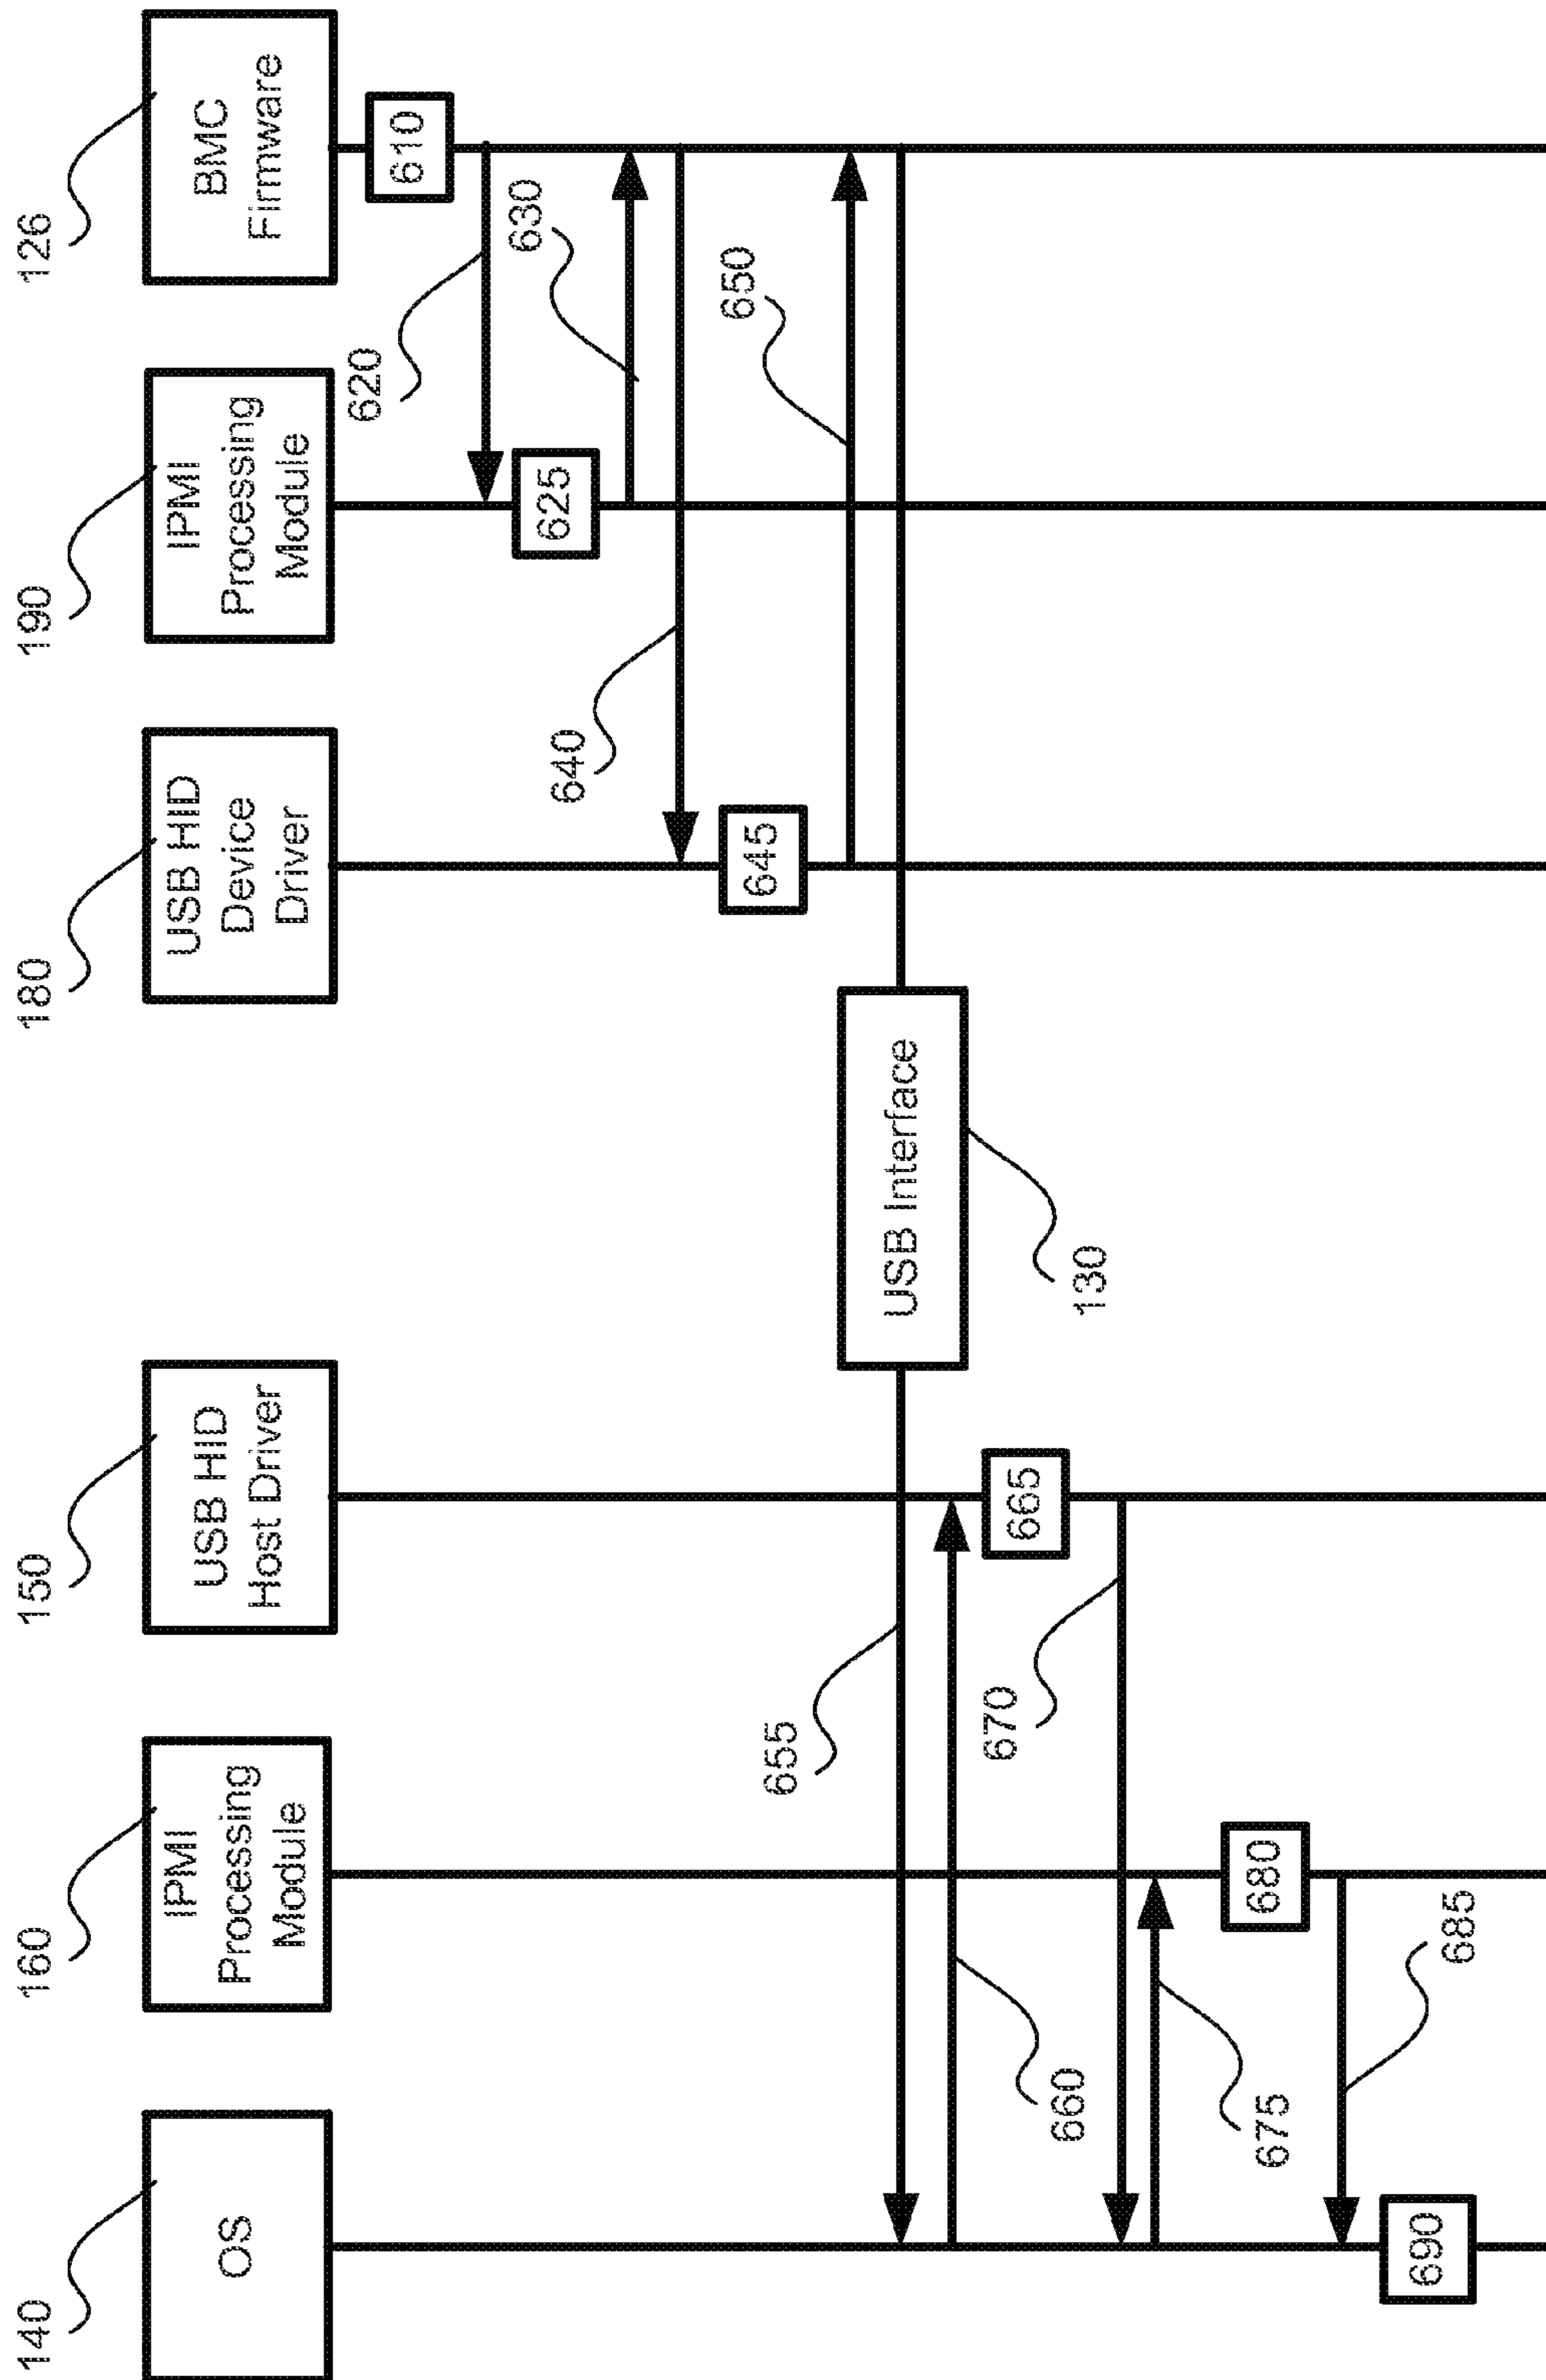 140
160
150
180
190
126
OS
IPMI
Processing
Module
USB HID
Host Driver
USB HID
Device
Driver
IPMI
Processing
Module
BMC
Firmware
610
620
625
630
640
645
650
USB Interface
130
655
660
665
670
675
680
685
690